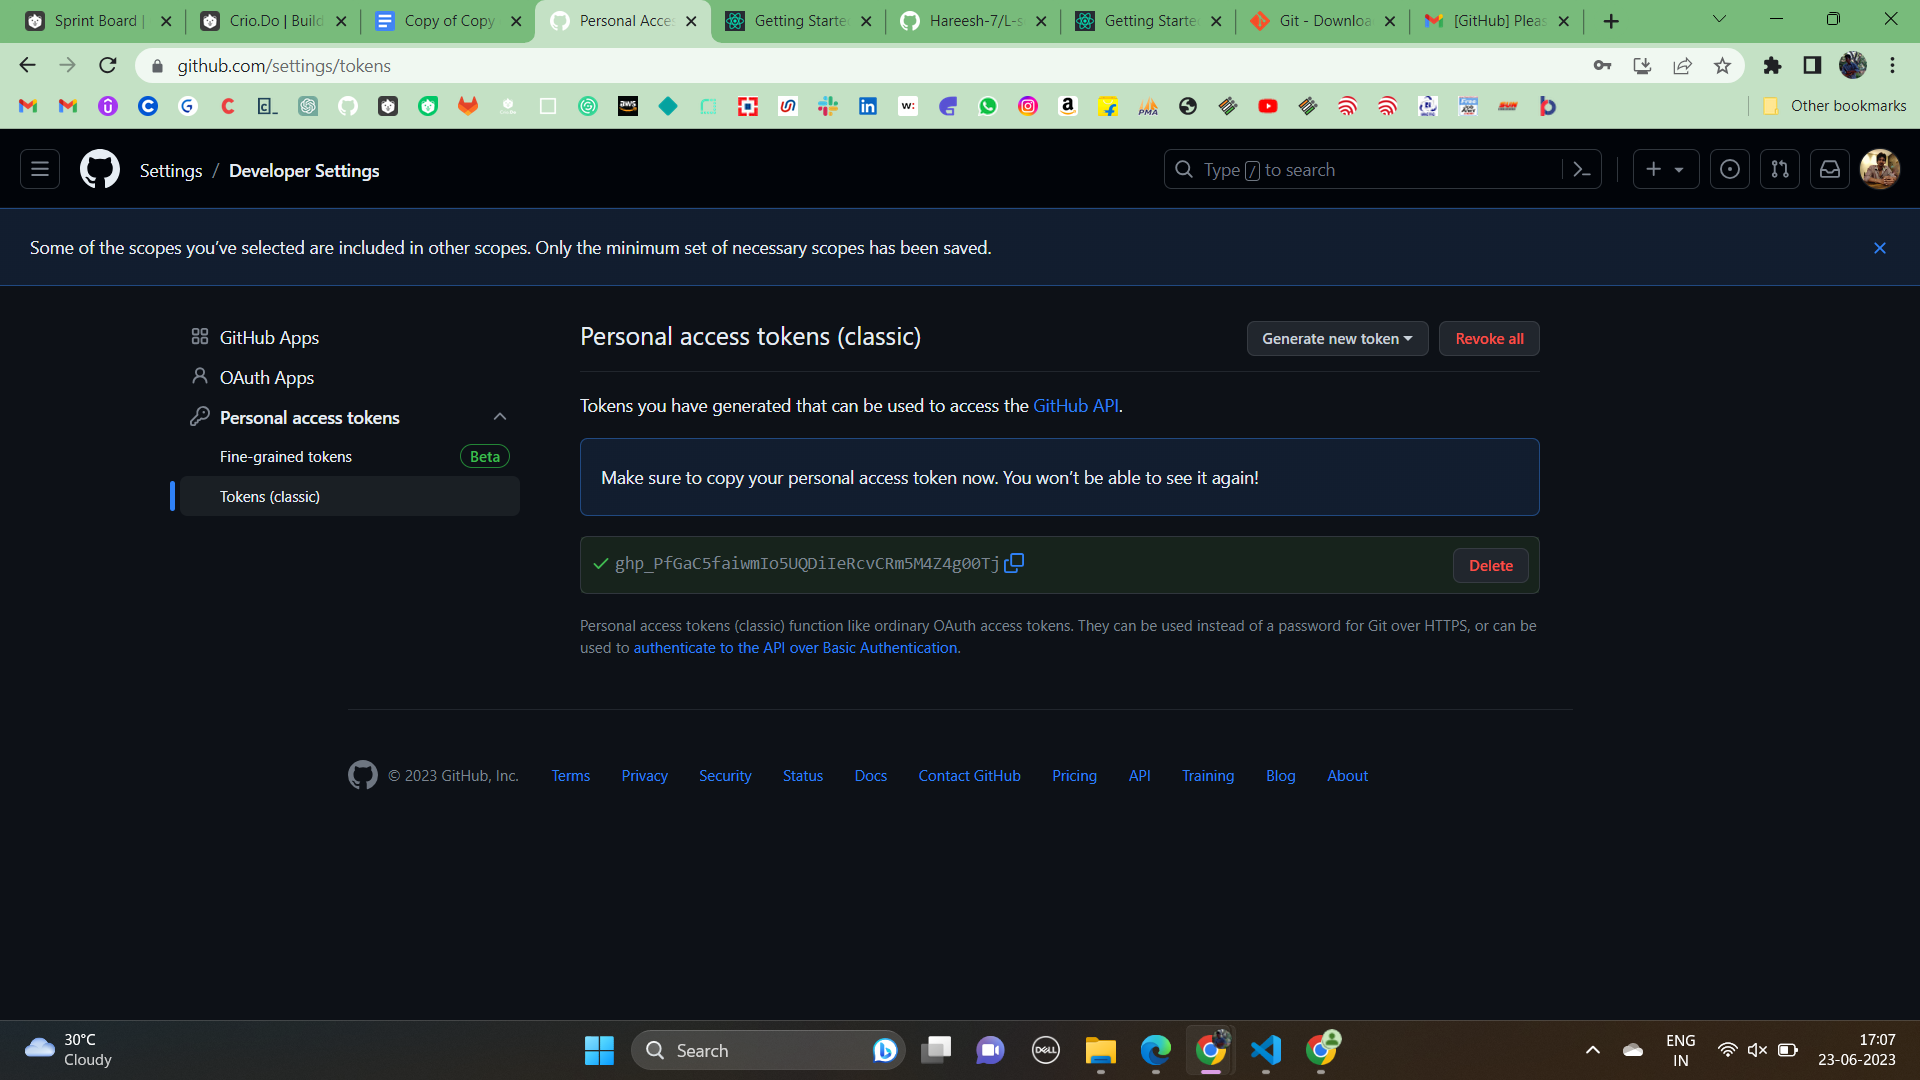 Sprint Board |
Crio.Do | Build
Copy of Copy
Personal Acces
Getting Starte
Hareesh-7/L-s
Getting Starte
Git - Downloa
[GitHub] Pleas
github.com/settings/tokens
Other bookmarks
Settings / Developer Settings
Type / to search
Some of the scopes you’ve selected are included in other scopes. Only the minimum set of necessary scopes has been saved.
GitHub Apps
OAuth Apps
Personal access tokens
Fine-grained tokens Beta
Tokens (classic)
Personal access tokens (classic)
Generate new token
Revoke all
Tokens you have generated that can be used to access the GitHub API.
Make sure to copy your personal access token now. You won’t be able to see it again!
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
Delete
Personal access tokens (classic) function like ordinary OAuth access tokens. They can be used instead of a password for Git over HTTPS, or can be
used to authenticate to the API over Basic Authentication.
© 2023 GitHub, Inc. Terms Privacy Security Status Docs Contact GitHub Pricing API Training Blog About
30°C
Cloudy
Search
DELL
ENG
IN
17:07
23-06-2023